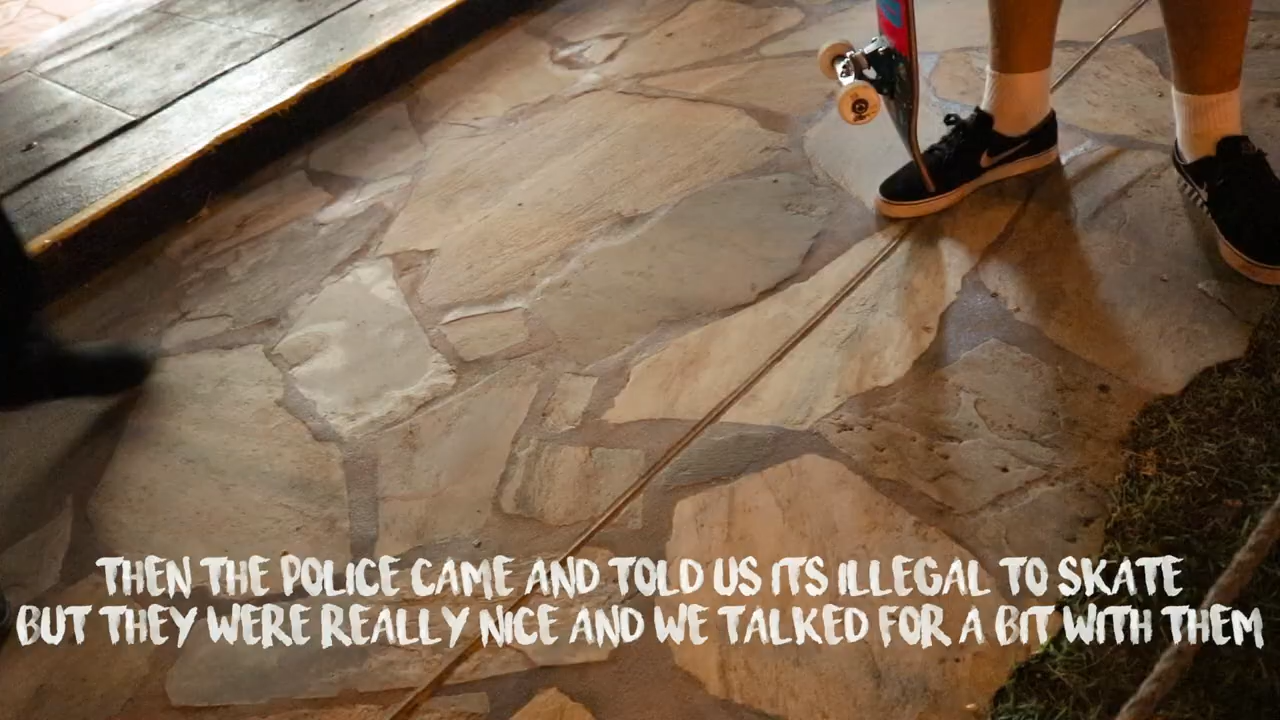 THEN THE POLICE CAME AND TOLD US ITS ILLEGAL TO SKATE
BUT THEY WERE REALLY NICE AND WE TALKED FOR A BIT WITH THEM